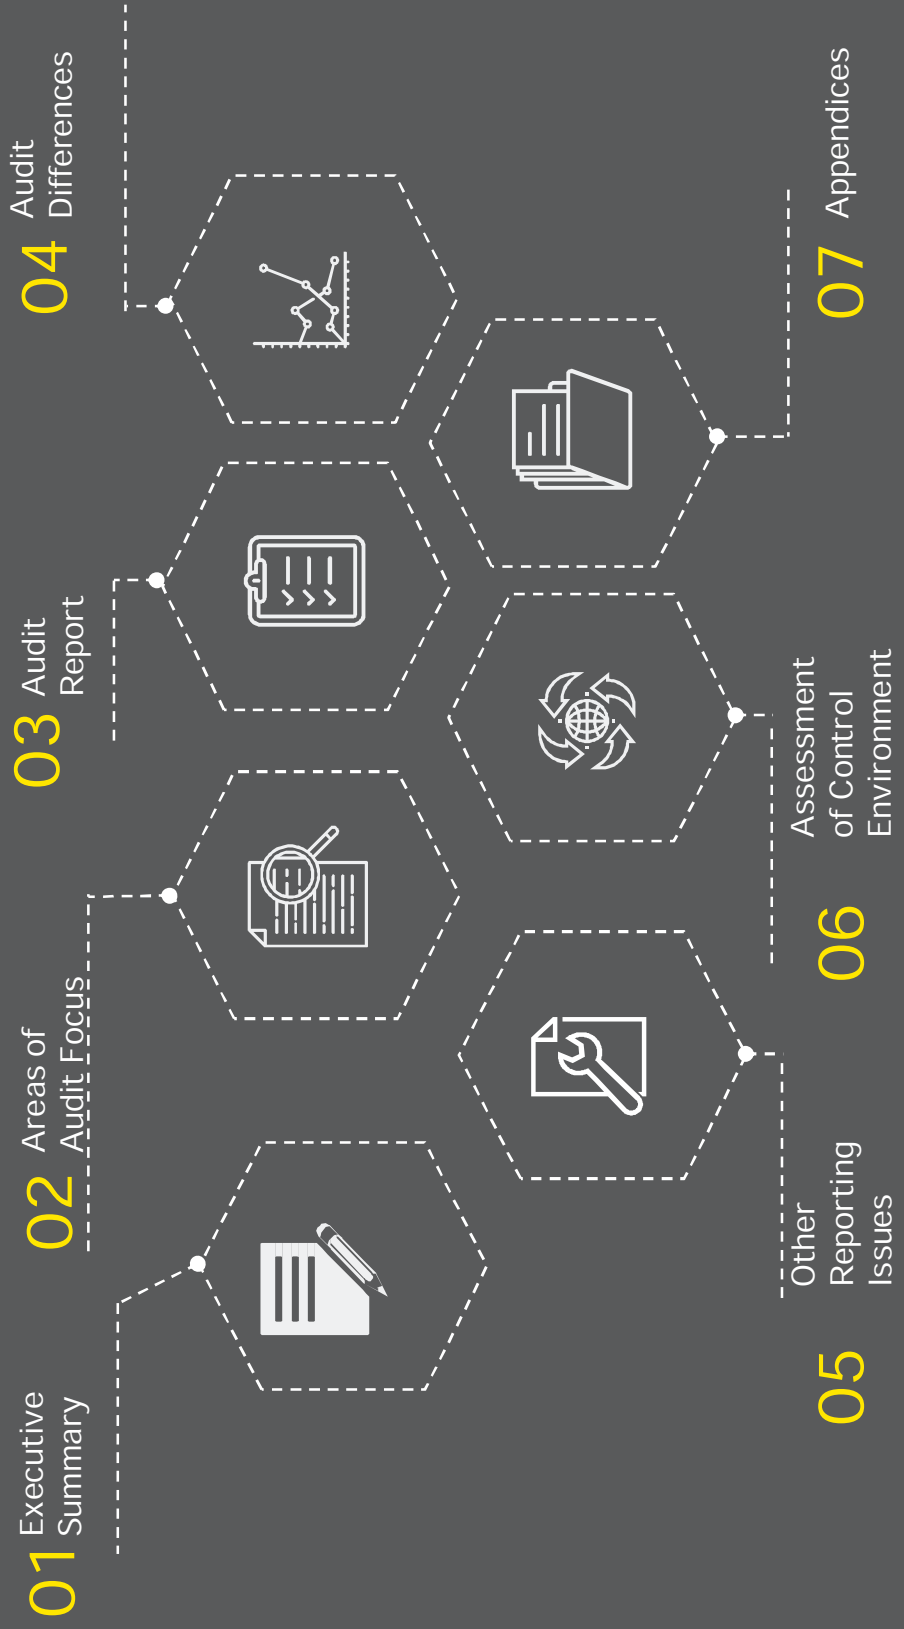 01
Executive
Summary
02
Areas of
Audit Focus
03
Audit
Report
04
Audit
Differences
05
Other
Reporting
Issues
06
Assessment
of Control
Environment
07
Appendices